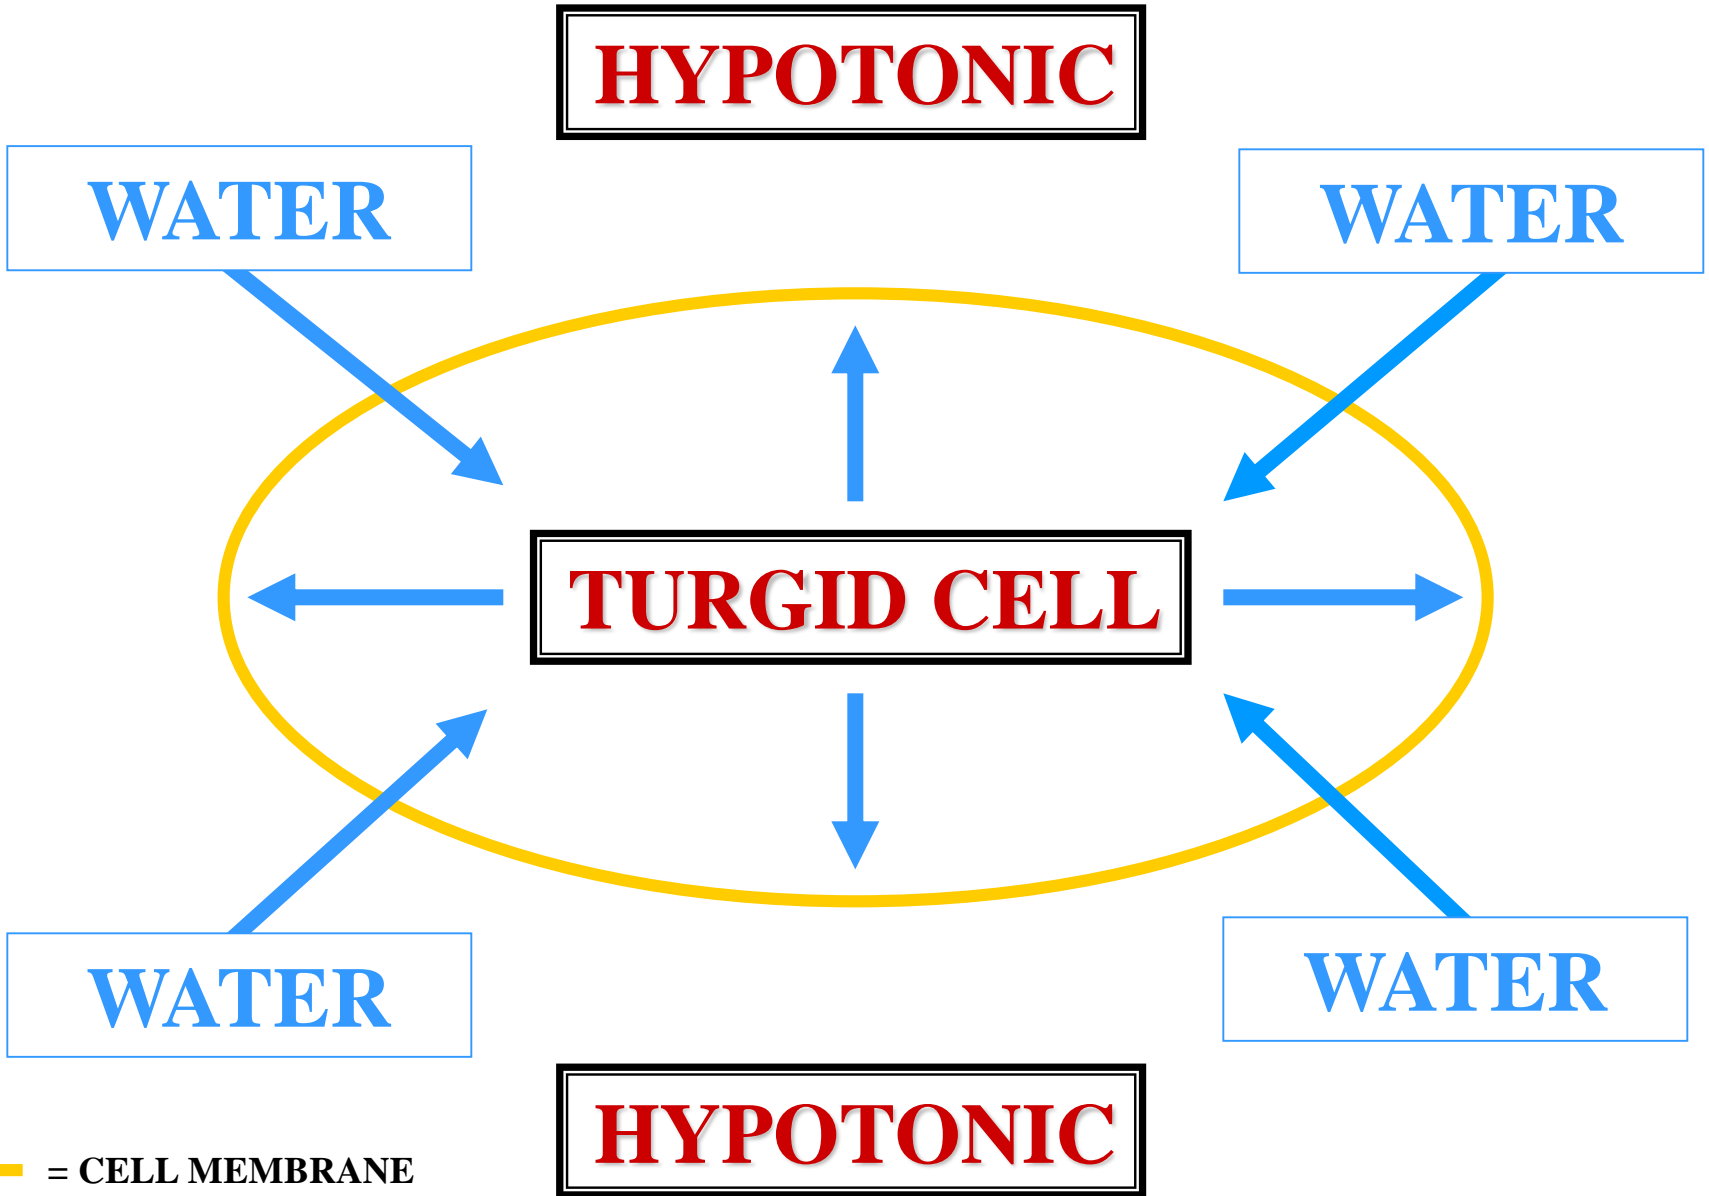 HYPOTONIC
WATER
WATER
TURGID CELL
WATER
WATER
HYPOTONIC
= CELL MEMBRANE